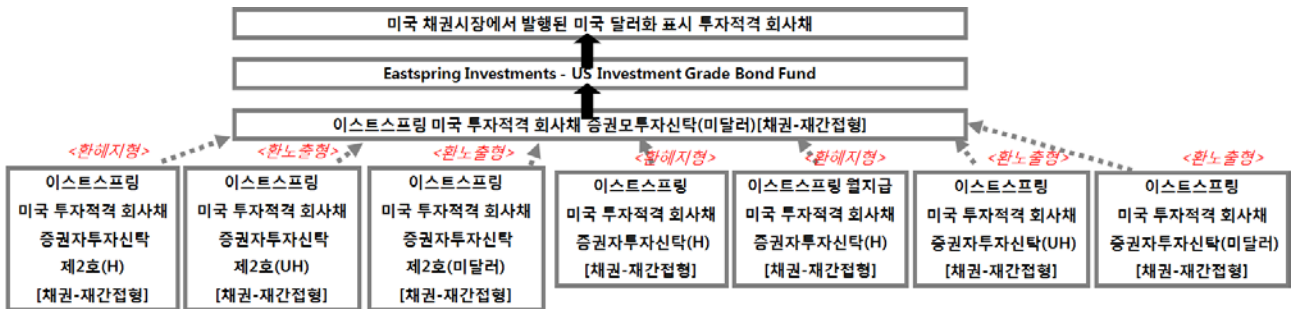 미국 채권시장에서 발행된 미국 달러화 표시 투자적격 회사채
Eastspring Investments - US Investment Grade Bond Fund
이스트스프링 미국 투자적격 회사채 증권모투자신탁(미달러)[채권-재간접형]
<환헤지형>
<환노출형>
<환노출형>
<환헤지형>
<환헤지형>
<환노출형>
<환노출형>
이스트스프링
미국 투자적격 회사채
증권자투자신탁
제2호(H)
[채권-재간접형]
이스트스프링
미국 투자적격 회사채
증권자투자신탁
제2호(UH)
[채권-재간접형]
이스트스프링
미국 투자적격 회사채
증권자투자신탁
제2호(미달러)
[채권-재간접형]
이스트스프링
미국 투자적격 회사채
증권자투자신탁(H)
[채권-재간접형]
이스트스프링 월지급
미국 투자적격 회사채
증권자투자신탁(H)
[채권-재간접형]
이스트스프링
미국 투자적격 회사채
증권자투자신탁(UH)
[채권-재간접형]
이스트스프링
미국 투자적격 회사채
증권자투자신탁(미달러)
[채권-재간접형]